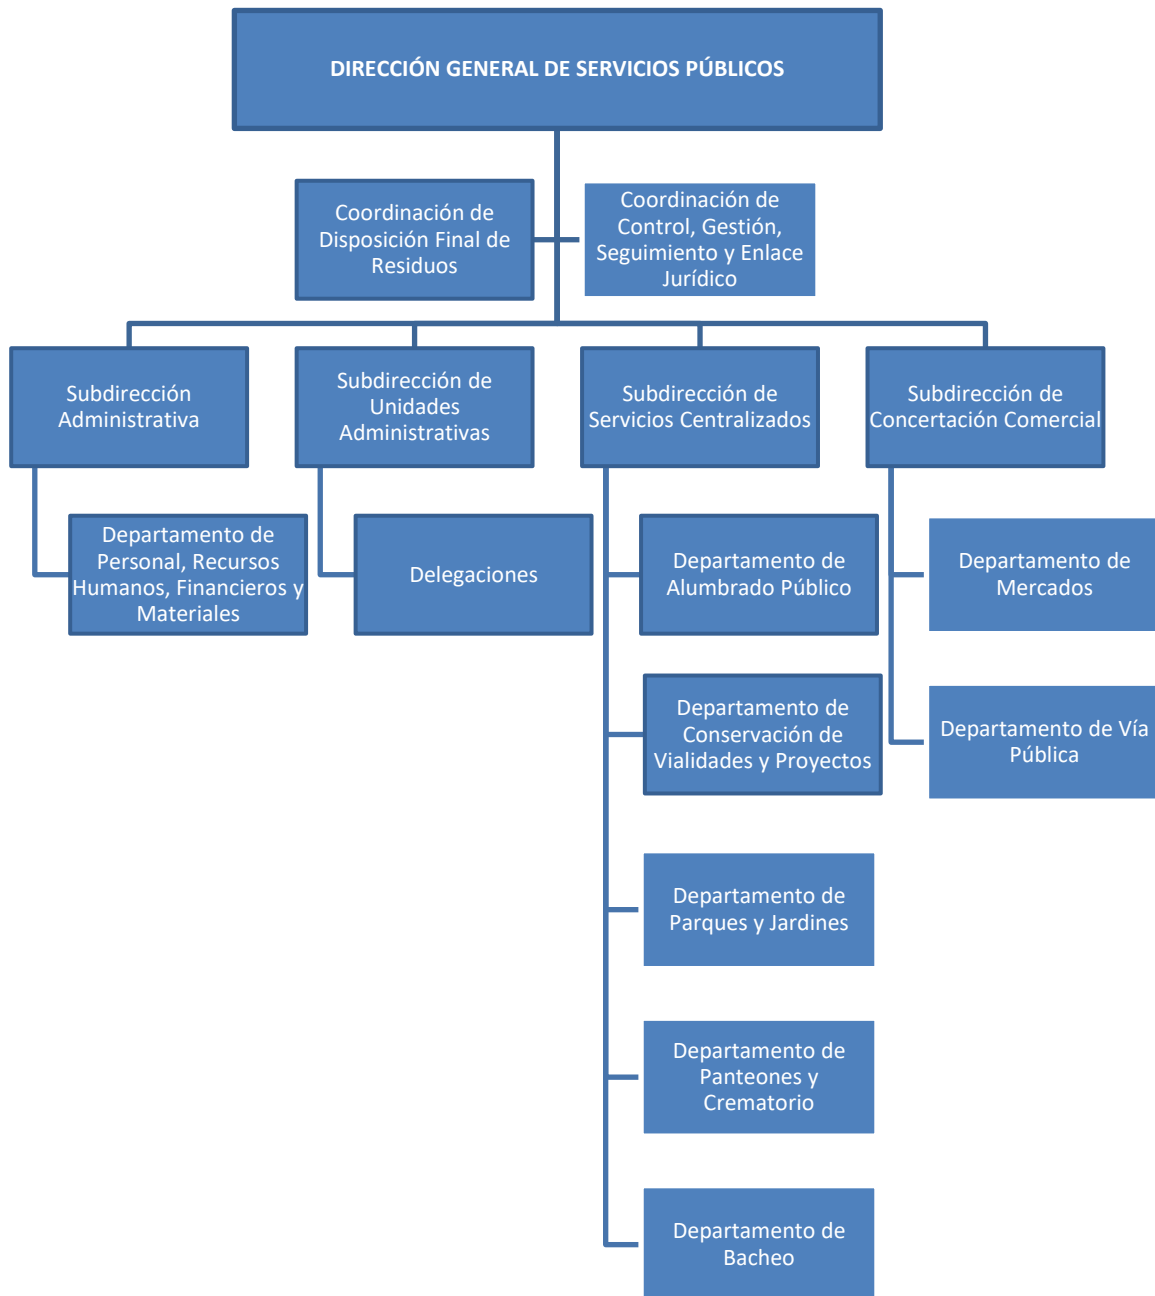 DIRECCIÓN GENERAL DE SERVICIOS PÚBLICOS
Coordinación de
Disposición Final de
Residuos
Coordinación de
Control, Gestión,
Seguimiento y Enlace
Jurídico
Subdirección
Administrativa
Subdirección de
Unidades
Administrativas
Subdirección de
Servicios Centralizados
Subdirección de
Concertación Comercial
Departamento de
Personal, Recursos
Humanos, Financieros y
Materiales
Delegaciones
Departamento de
Alumbrado Público
Departamento de
Mercados
Departamento de
Conservación de
Vialidades y Proyectos
Departamento de Vía
Pública
Departamento de
Parques y Jardines
Departamento de
Panteones y
Crematorio
Departamento de
Bacheo